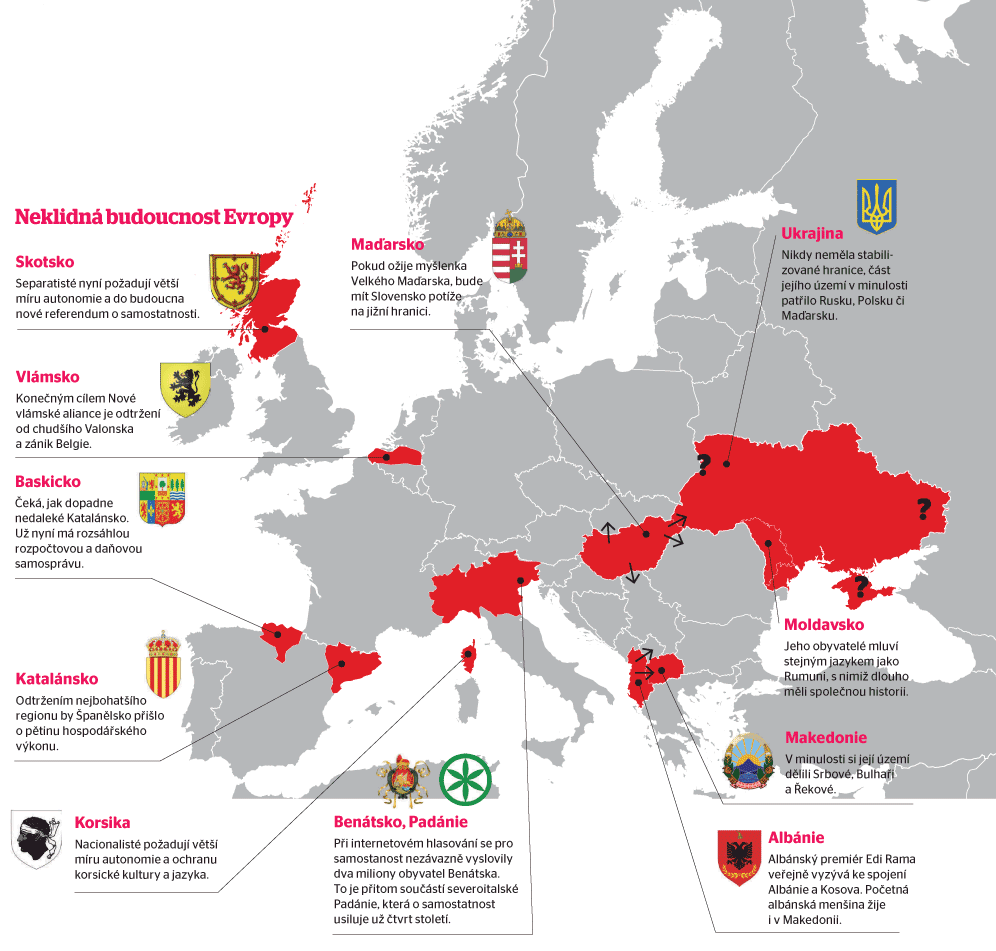 Neklidná budoucnost Evropy
Skotsko
Separatisté nyní požadují větší
míru autonomie a do budoucna
nové referendum o samostatnosti.
Vlámsko
Konečným cílem Nové
vlámské aliance je odtržení
od chudšího Valonska
a zánik Belgie.
Baskicko
Čeká, jak dopadne
nedaleké Katalánsko.
Už nyní má rozsáhlou
rozpočtovou a daňovou
samosprávu.
Katalánsko
Odtržením nejbohatšího
regionu by Španělsko přišlo
o pětinu hospodářského
výkonu.
Korsika
Nacionalisté požadují větší
míru autonomie a ochranu
korsické kultury a jazyka.
Benátsko, Padánie
Při internetovém hlasování se pro
samostanost nezávazně vyslovily
dva miliony obyvatel Benátska.
To je přitom součástí severoitalské
Padánie, která o samostatnost
usiluje už čtvrt století.
Maďarsko
Pokud ožije myšlenka
Velkého Maďarska, bude
mít Slovensko potíže
na jižní hranici.
Ukrajina
Nikdy neměla stabili-
zované hranice, část
jejího území v minulosti
patřilo Rusku, Polsku či
Maďarsku.
?
?
?
Moldavsko
Jeho obyvatelé mluví
stejným jazykem jako
Rumuni, s nimiž dlouho
měli společnou historii.
Makedonie
V minulosti si její území
dělili Srbové, Bulhaři
a Řekové.
Albánie
Albánský premiér Edi Rama
veřejně vyzývá ke spojení
Albánie a Kosova. Početná
albánská menšina žije
i v Makedonii.